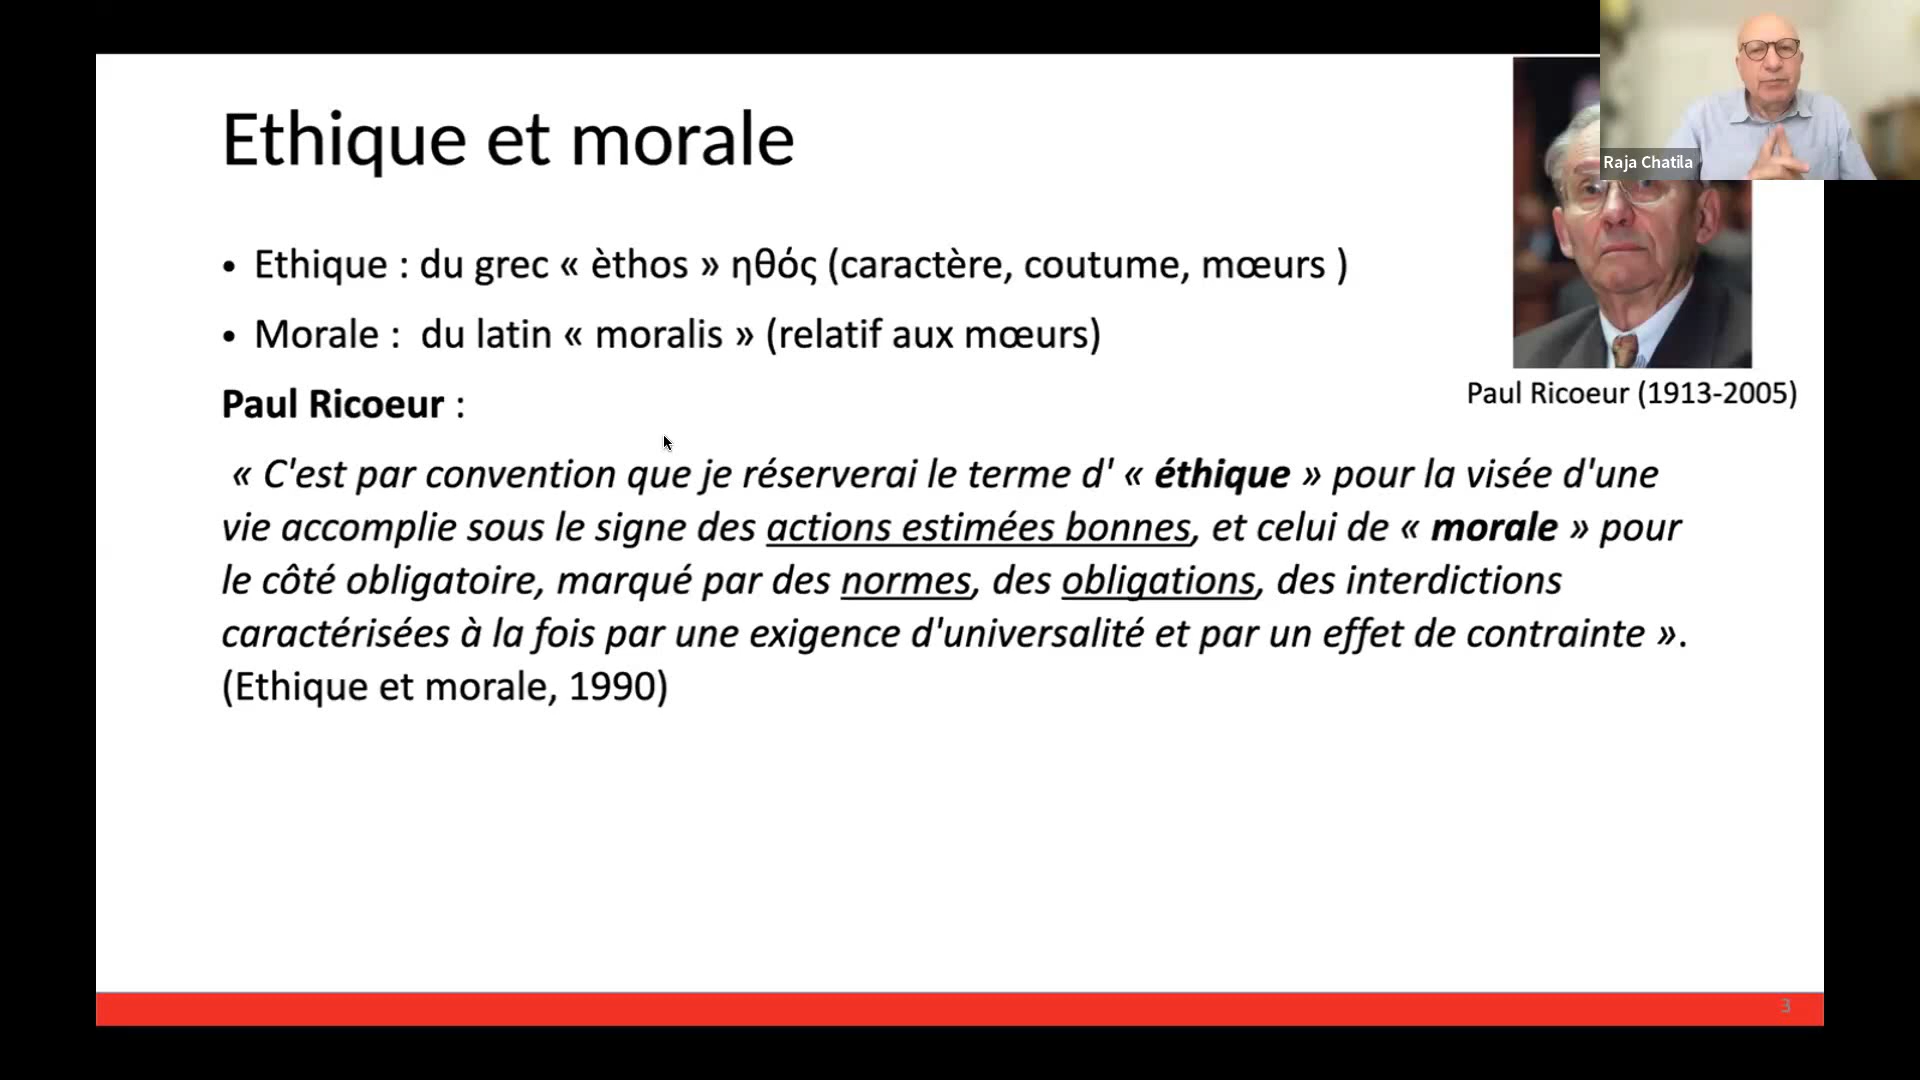 Ethique et morale
Raja Chatila
• Ethique : du grec « èthos » ηθός (caractère, coutume, mœurs )
• Morale : du latin « moralis » (relatif aux mœurs)
Paul Ricoeur (1913-2005)
Paul Ricoeur :
« C'est par convention que je réserverai le terme d' « éthique » pour la visée d'une
vie accomplie sous le signe des actions estimées bonnes, et celui de « morale » pour
le côté obligatoire, marqué par des normes, des obligations, des interdictions
caractérisées à la fois par une exigence d'universalité et par un effet de contrainte ».
(Ethique et morale, 1990)
3